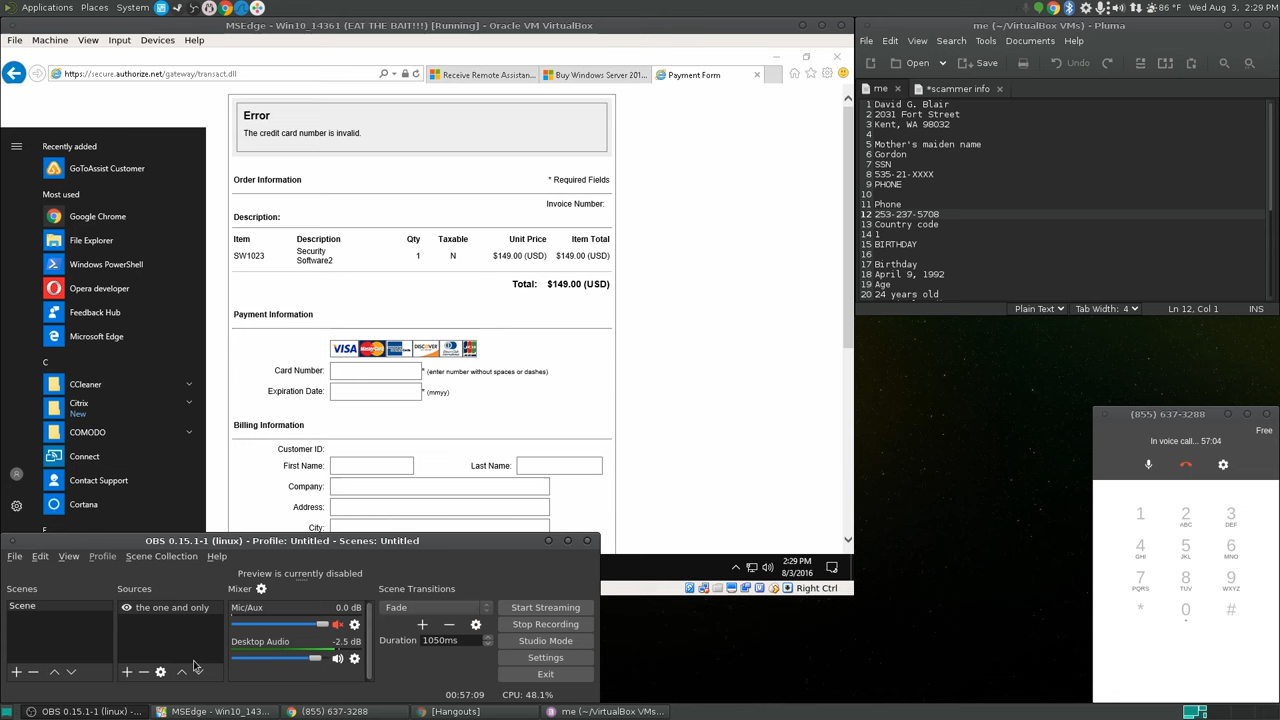 Applications Places System
86 °F Wed Aug 3, 2:29 PM
MSEdge - Win10_14361 (EAT THE BAIT!!!) [Running] - Oracle VM VirtualBox
File Machine View Input Devices Help
https://secure.authorize.net/gateway/transact.dll
Receive Remote Assistan...
Buy Windows Server 201...
Payment Form
Recently added
GoToAssist Customer
Most used
Google Chrome
File Explorer
Windows PowerShell
Opera developer
Feedback Hub
Microsoft Edge
C
CCleaner
Citrix
New
COMODO
Connect
Contact Support
Cortana
F
Error
The credit card number is invalid.
Order Information * Required Fields
Invoice Number:
Description:
Item Description Qty Taxable Unit Price Item Total
SW1023 Security Software2 1 N $149.00 (USD) $149.00 (USD)
Total: $149.00 (USD)
Payment Information
VISA MasterCard DISCOVER JCB
Card Number: * (enter number without spaces or dashes)
Expiration Date: * (mmyy)
Billing Information
Customer ID:
First Name: Last Name:
Company:
Address:
City:
2:29 PM
8/3/2016
Right Ctrl
me (~/VirtualBox VMs) - Pluma
File Edit View Search Tools Documents Help
Open Save Undo
me *scammer info
1 David G. Blair
2 2031 Fort Street
3 Kent, WA 98032
4
5 Mother's maiden name
6 Gordon
7 SSN
8 535-21-XXXX
9 PHONE
10
11 Phone
12 253-237-5708
13 Country code
14 1
15 BIRTHDAY
16
17 Birthday
18 April 9, 1992
19 Age
20 24 years old
Plain Text Tab Width: 4 Ln 12, Col 1 INS
(855) 637-3288
Free
In voice call... 57:04
1 2 3
ABC DEF
4 5 6
GHI JKL MNO
7 8 9
PQRS TUV WXYZ
* 0 #
+
OBS 0.15.1-1 (linux) - Profile: Untitled - Scenes: Untitled
File Edit View Profile Scene Collection Help
Preview is currently disabled
Scenes Sources Mixer Scene Transitions
Scene
the one and only
Mic/Aux 0.0 dB
Desktop Audio -2.5 dB
Fade
Duration 1050ms
Start Streaming
Stop Recording
Studio Mode
Settings
Exit
00:57:09 CPU: 48.1%
OBS 0.15.1-1 (linux) -...
MSEdge - Win10_143...
(855) 637-3288
[Hangouts]
me (~/VirtualBox VMs...